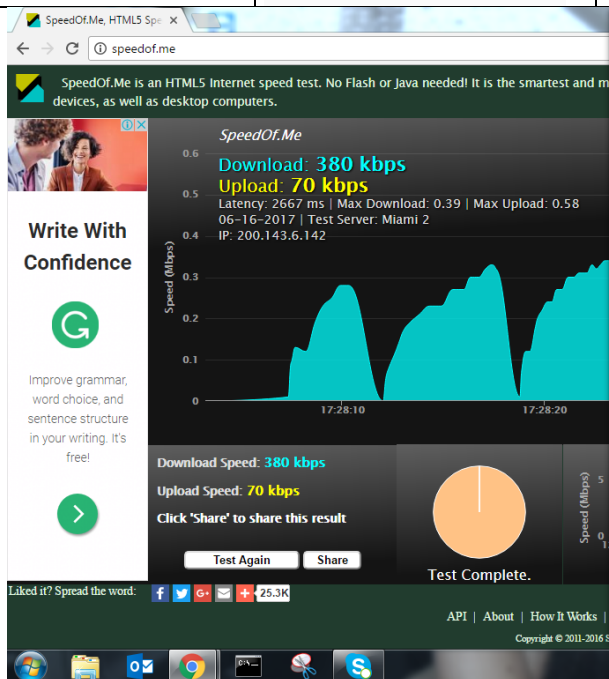 SpeedOf.Me, HTML5 Spe
speedof.me
SpeedOf.Me is an HTML5 Internet speed test. No Flash or Java needed! It is the smartest and m
devices, as well as desktop computers.
Write With
Confidence
Improve grammar,
word choice, and
sentence structure
in your writing. It's
free!
SpeedOf.Me
Download: 380 kbps
Upload: 70 kbps
Latency: 2667 ms | Max Download: 0.39 | Max Upload: 0.58
06-16-2017 | Test Server: Miami 2
IP: 200.143.6.142
Speed (Mbps)
0.6
0.5
0.4
0.3
0.2
0.1
0
17:28:10 17:28:20
Download Speed: 380 kbps
Upload Speed: 70 kbps
Click 'Share' to share this result
Test Again Share
Test Complete.
Speed (Mbps)
5
0
Liked it? Spread the word: f G+ 25.3K
API | About | How It Works |
Copyright © 2011-2016 S